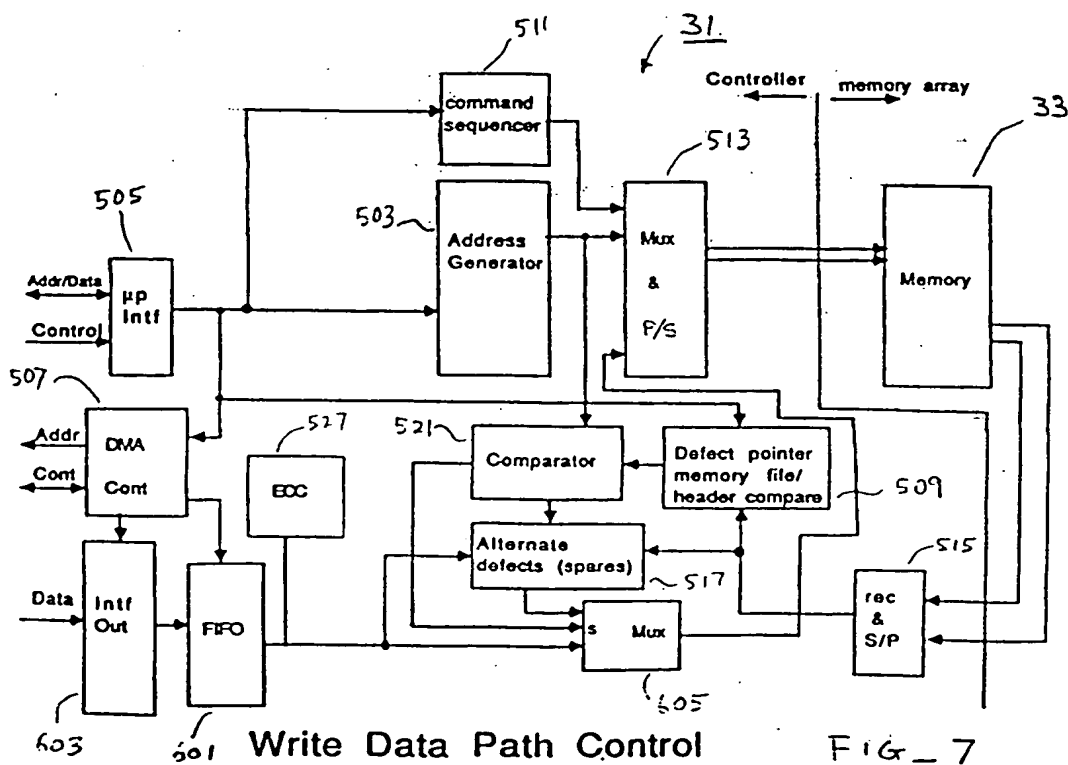 511
31
Controller
memory array
command
sequencer
33
513
505
503
Address
Generator
Mux
&
P/S
Memory
Addr/Data
µp
Intf
Control
507
527
521
Addr
DMA
Cont
Cont
ECC
Comparator
Defect pointer
memory file/
header compare
509
Alternate
defects (spares)
517
515
Data
Intf
Out
FIFO
s Mux
rec
&
S/P
603
601
605
Write Data Path Control
FIG_7